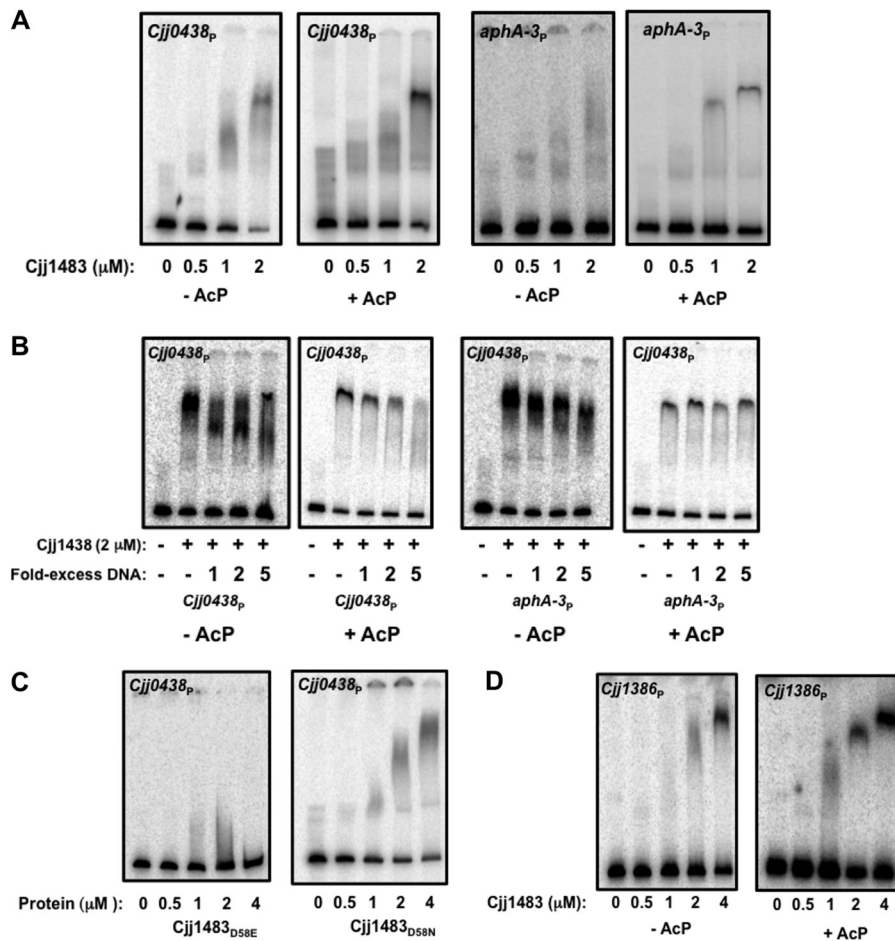 A
Cjj0438P Cjj0438P aphA-3P aphA-3P
Cjj1483 (μM): 0 0.5 1 2 0 0.5 1 2 0 0.5 1 2 0 0.5 1 2
- AcP + AcP - AcP + AcP
B
Cjj0438P Cjj0438P Cjj0438P Cjj0438P
Cjj1438 (2 μM): - + + + + - + + + + - + + + + - + + + +
Fold-excess DNA: - - 1 2 5 - - 1 2 5 - - 1 2 5 - - 1 2 5
Cjj0438P Cjj0438P aphA-3P aphA-3P
- AcP + AcP - AcP + AcP
C
Cjj0438P Cjj0438P
Protein (μM ): 0 0.5 1 2 4 0 0.5 1 2 4
Cjj1483D58E Cjj1483D58N
D
Cjj1386P Cjj1386P
Cjj1483 (μM): 0 0.5 1 2 4 0 0.5 1 2 4
- AcP + AcP